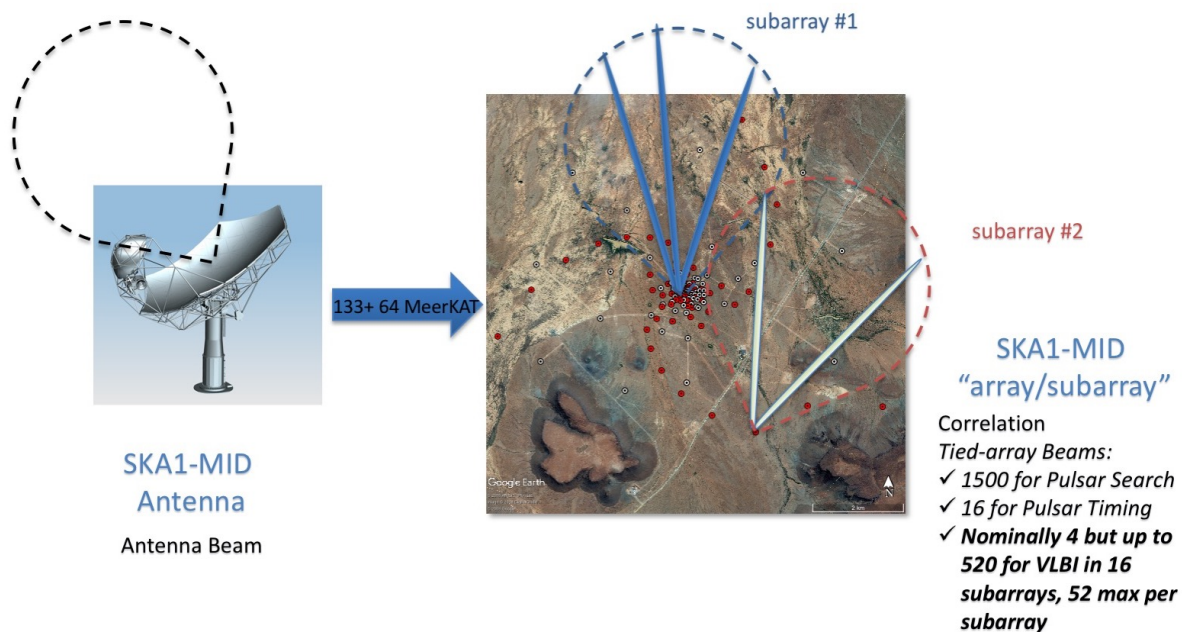 subarray #1
subarray #2
133+ 64 MeerKAT
SKA1-MID
Antenna
Antenna Beam
Google Earth
N
2 km
SKA1-MID
“array/subarray”
Correlation
Tied-array Beams:
✓ 1500 for Pulsar Search
✓ 16 for Pulsar Timing
✓ Nominally 4 but up to
520 for VLBI in 16
subarrays, 52 max per
subarray